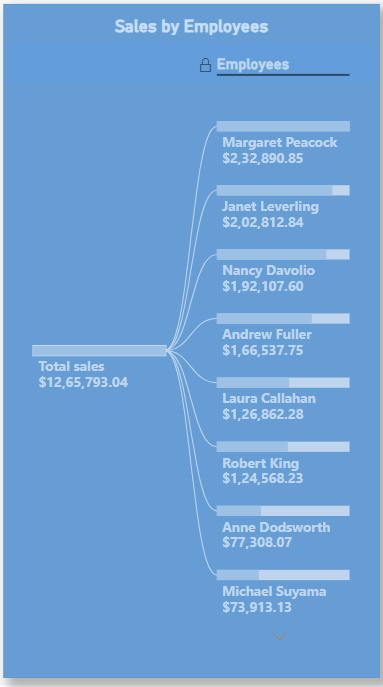 Sales by Employees
Employees
Margaret Peacock
$2,32,890.85
Janet Leverling
$2,02,812.84
Nancy Davolio
$1,92,107.60
Andrew Fuller
$1,66,537.75
Total sales
$12,65,793.04
Laura Callahan
$1,26,862.28
Robert King
$1,24,568.23
Anne Dodsworth
$77,308.07
Michael Suyama
$73,913.13